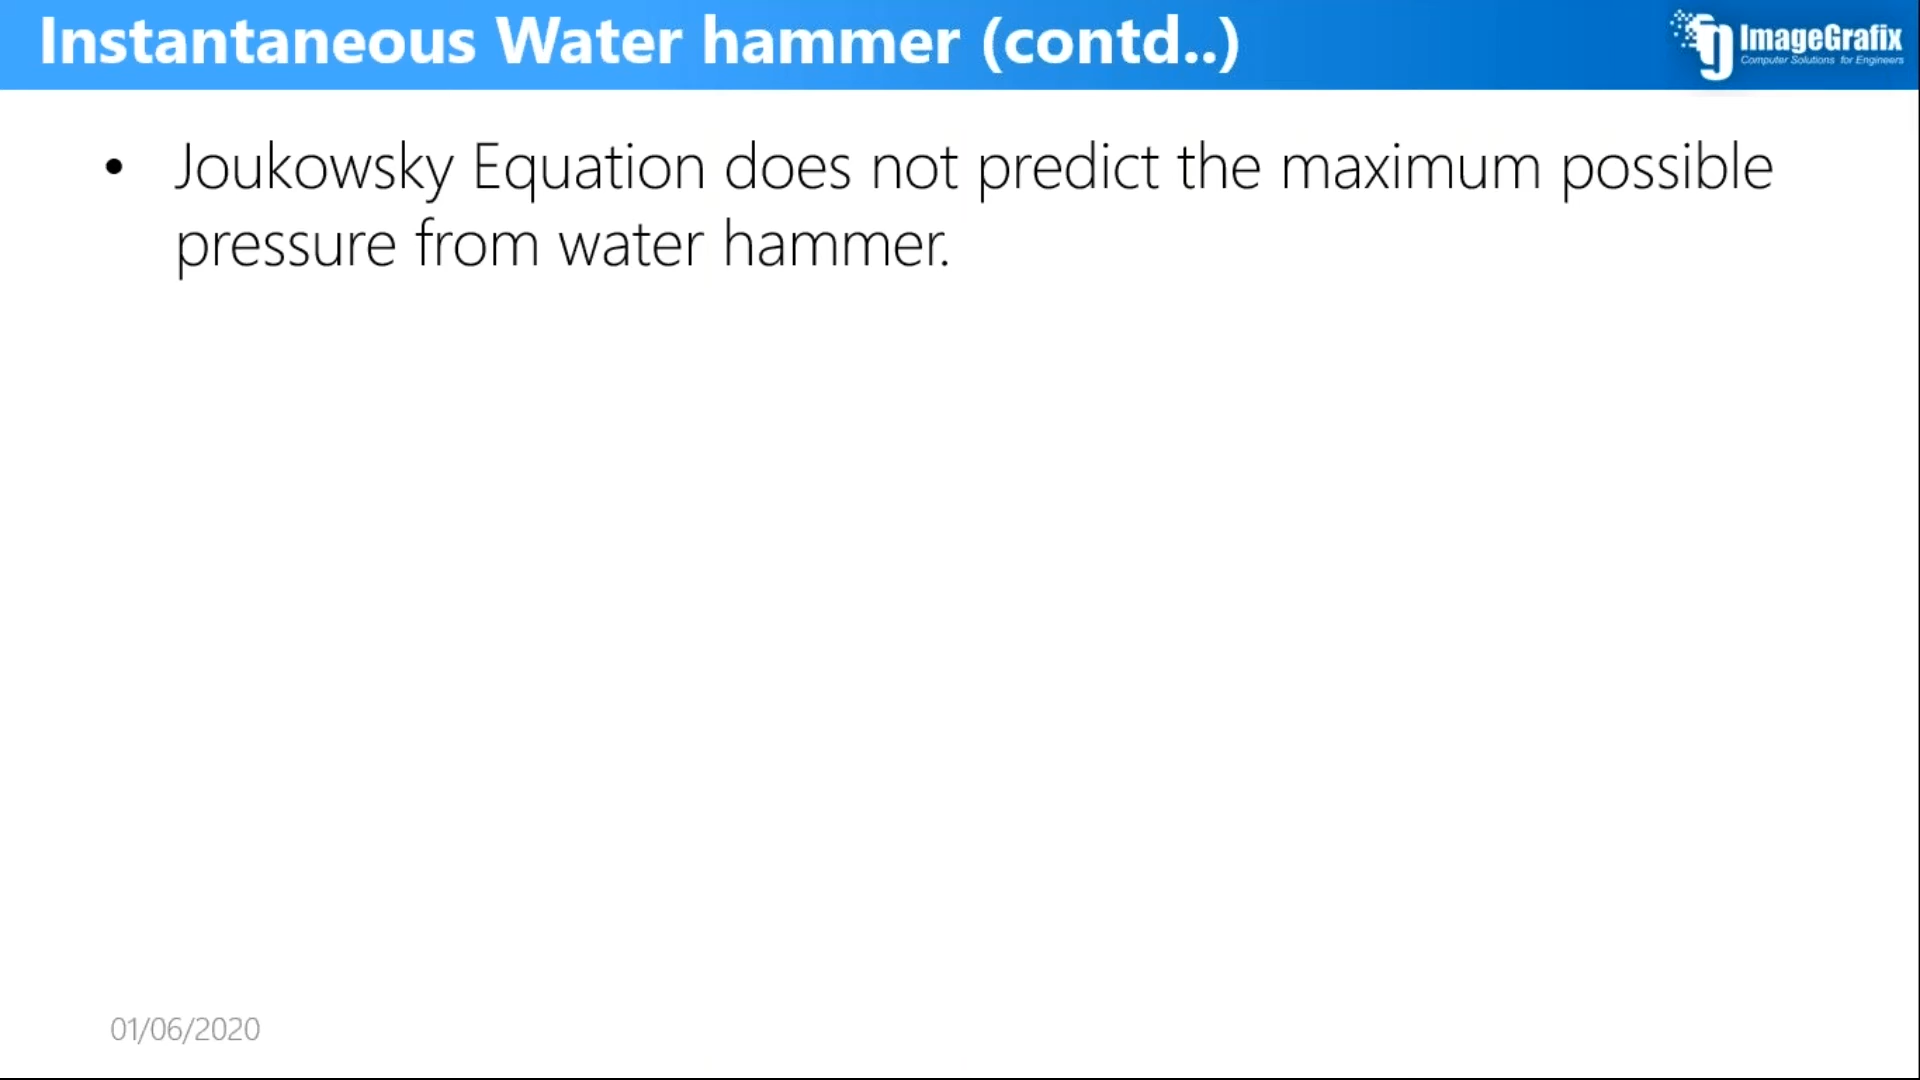 Instantaneous Water hammer (contd..)
ImageGrafix
Computer Solutions for Engineers
• Joukowsky Equation does not predict the maximum possible
pressure from water hammer.
01/06/2020